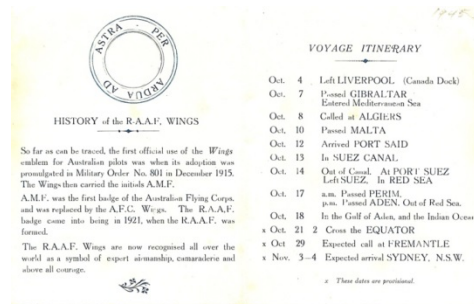 PER ARDUA AD ASTRA
HISTORY of the R·A·A·F. WINGS
So far as can be traced, the first official use of the Wings
emblem for Australian pilots was when its adoption was
promulgated in Military Order No. 801 in December 1915.
The Wings then carried the initials A.M.F.
A.M.F. was the first badge of the Australian Flying Corps,
and was replaced by the A.F.C. Wings. The R.A.A.F.
badge came into being in 1921, when the R.A.A.F. was
formed.
The R.A.A.F. Wings are now recognised all over the
world as a symbol of expert airmanship, camaraderie and
above all courage.
1945
VOYAGE ITINERARY
Oct. 4 Left LIVERPOOL (Canada Dock)
Oct. 7 Passed GIBRALTAR
Entered Mediterranean Sea
Oct. 8 Called at ALGIERS
Oct. 10 Passed MALTA
Oct. 12 Arrived PORT SAID
Oct. 13 In SUEZ CANAL
Oct. 14 Out of Canal. At PORT SUEZ
Left SUEZ, In RED SEA
Oct. 17 a.m. Passed PERIM,
p.m. Passed ADEN, Out of Red Sea.
Oct. 18 In the Gulf of Aden, and the Indian Ocean
x Oct. 21 2 Cross the EQUATOR
x Oct 29 Expected call at FREMANTLE
x Nov. 3-4 Expected arrival SYDNEY, N.S.W.
x These dates are provisional.